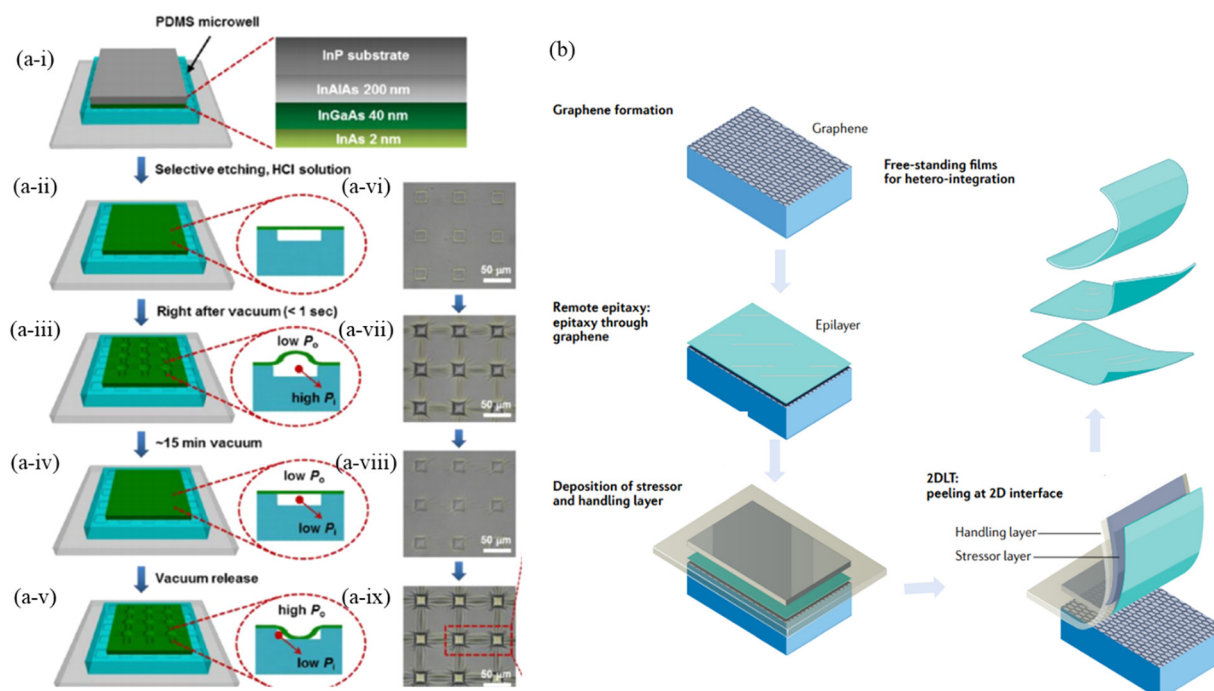 PDMS microwell
(a-i)
InP substrate
InAlAs 200 nm
InGaAs 40 nm
InAs 2 nm
Selective etching, HCl solution
(a-ii)
(a-vi)
50 μm
Right after vacuum (< 1 sec)
(a-iii)
low Po
high Pi
(a-vii)
50 μm
~15 min vacuum
(a-iv)
low Po
low Pi
(a-viii)
50 μm
Vacuum release
(a-v)
high Po
low Pi
(a-ix)
50 μm
(b)
Graphene formation
Graphene
Free-standing films
for hetero-integration
Remote epitaxy:
epitaxy through
graphene
Epilayer
Deposition of stressor
and handling layer
2DLT:
peeling at 2D interface
Handling layer
Stressor layer